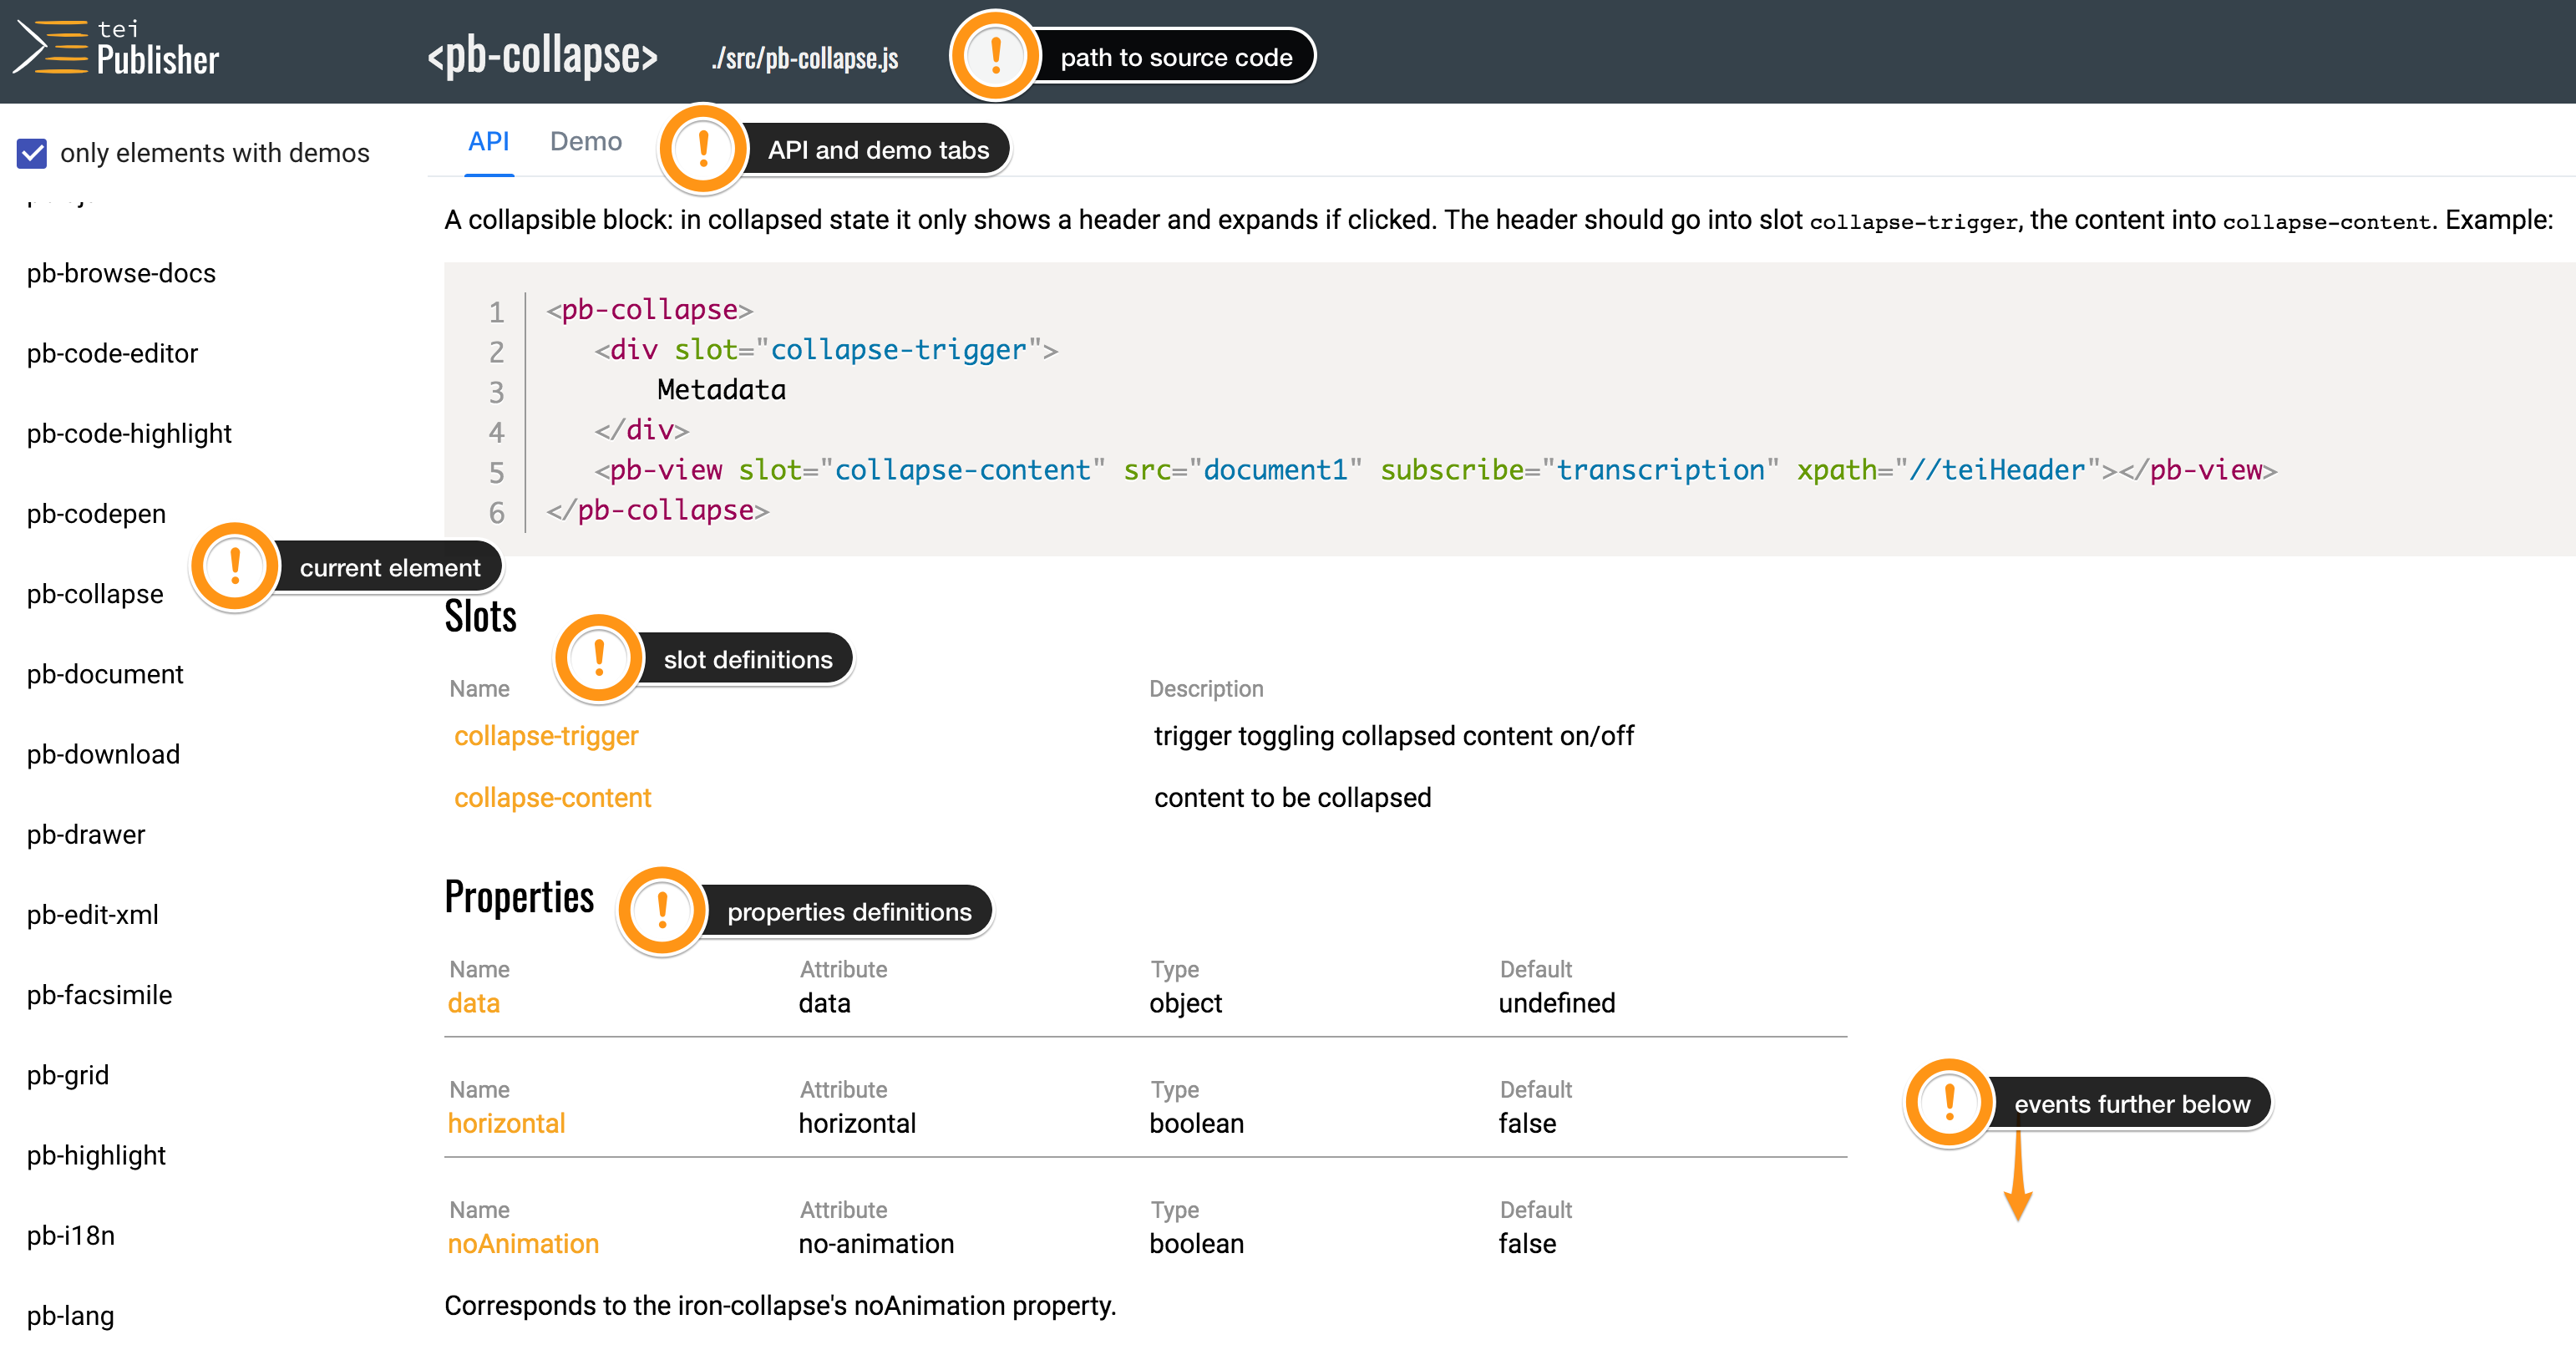 tei
Publisher
<pb-collapse>
./src/pb-collapse.js
path to source code
only elements with demos
API
Demo
API and demo tabs
pb-browse-docs
pb-code-editor
pb-code-highlight
pb-codepen
pb-collapse
current element
pb-document
pb-download
pb-drawer
pb-edit-xml
pb-facsimile
pb-grid
pb-highlight
pb-i18n
pb-lang
A collapsible block: in collapsed state it only shows a header and expands if clicked. The header should go into slot collapse-trigger, the content into collapse-content. Example:
1 <pb-collapse>
2 <div slot="collapse-trigger">
3 Metadata
4 </div>
5 <pb-view slot="collapse-content" src="document1" subscribe="transcription" xpath="//teiHeader"></pb-view>
6 </pb-collapse>
Slots
slot definitions
Name Description
collapse-trigger trigger toggling collapsed content on/off
collapse-content content to be collapsed
Properties
properties definitions
Name Attribute Type Default
data data object undefined
Name Attribute Type Default
horizontal horizontal boolean false
events further below
Name Attribute Type Default
noAnimation no-animation boolean false
Corresponds to the iron-collapse's noAnimation property.